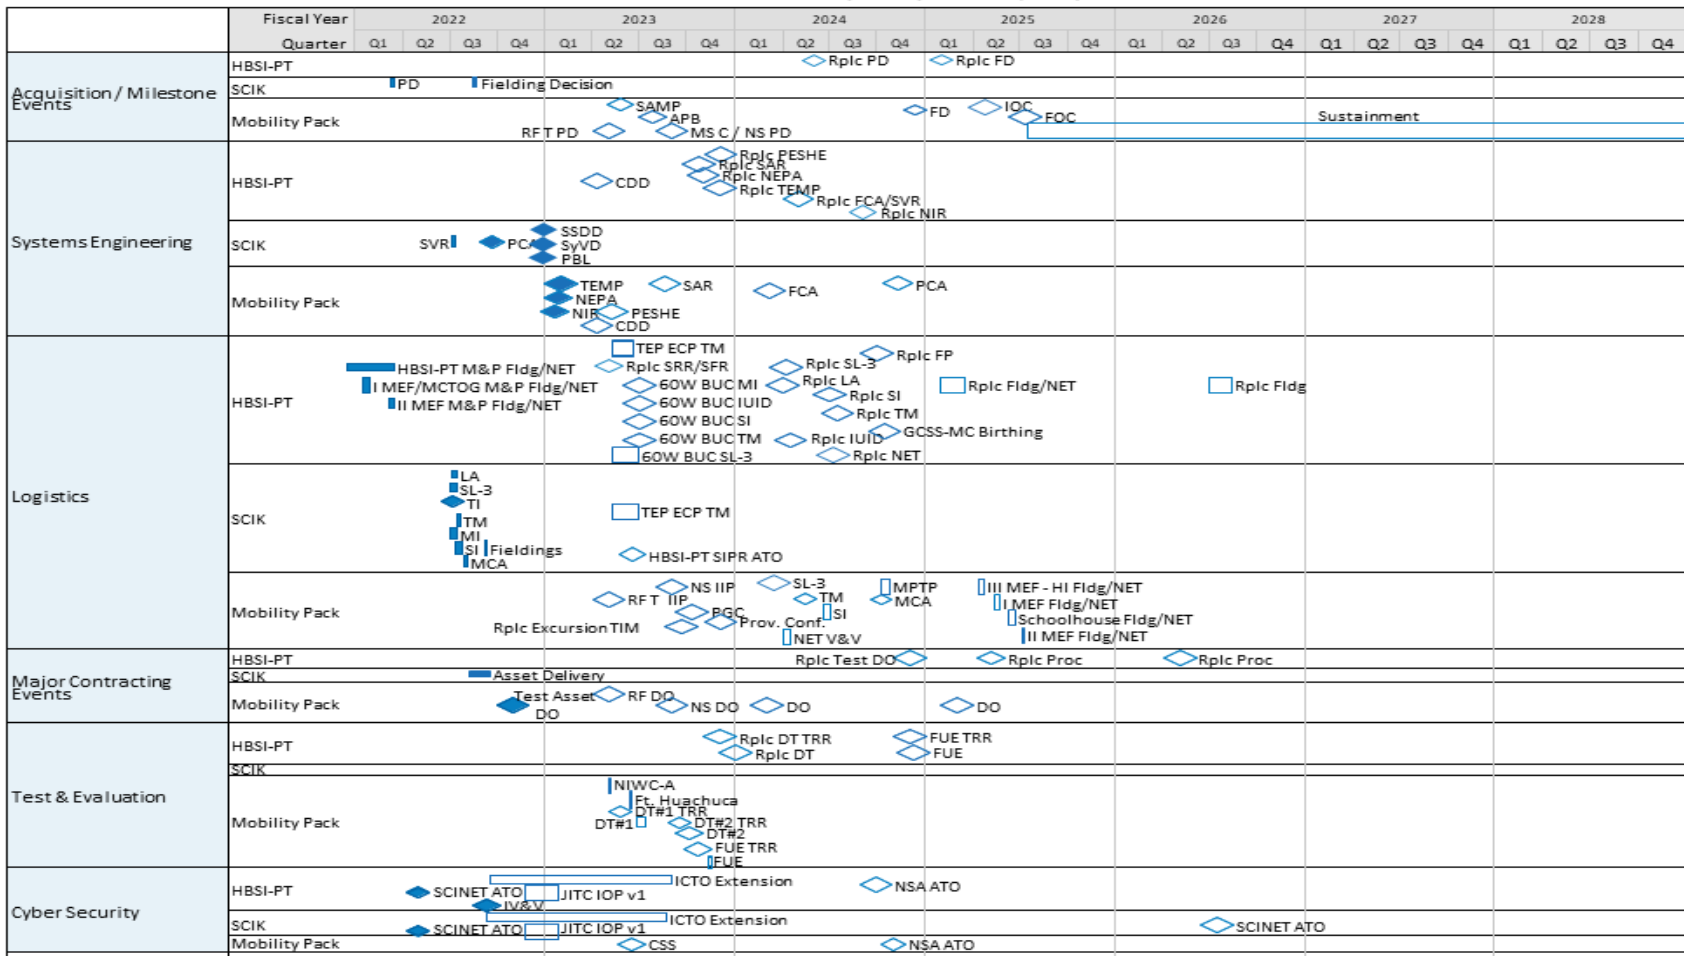 Fiscal Year 2022 2023 2024 2025 2026 2027 2028
Quarter Q1 Q2 Q3 Q4 Q1 Q2 Q3 Q4 Q1 Q2 Q3 Q4 Q1 Q2 Q3 Q4 Q1 Q2 Q3 Q4 Q1 Q2 Q3 Q4 Q1 Q2 Q3 Q4
Acquisition / Milestone
Events
HBSI-PT
Rplc PD
Rplc FD
SCIK
PD
Fielding Decision
Mobility Pack
SAMP
APB
RFT PD
MS C / NS PD
FD
IOC
FOC
Sustainment
Systems Engineering
HBSI-PT
CDD
Rplc PESHE
Rplc SAR
Rplc NEPA
Rplc TEMP
Rplc FCA/SVR
Rplc NIR
SCIK
SVR
PCA
SSDD
SyVD
PBL
Mobility Pack
TEMP
NEPA
NIR
PESHE
CDD
SAR
FCA
PCA
Logistics
HBSI-PT
HBSI-PT M&P Fldg/NET
I MEF/MCTOG M&P Fldg/NET
II MEF M&P Fldg/NET
TEP ECP TM
Rplc SRR/SFR
60W BUC MI
60W BUC IUID
60W BUC SI
60W BUC TM
60W BUC SL-3
Rplc FP
Rplc SL-3
Rplc LA
Rplc SI
Rplc TM
GCSS-MC Birthing
Rplc IUID
Rplc NET
Rplc Fldg/NET
Rplc Fldg
SCIK
LA
SL-3
TI
TM
MI
SI
Fieldings
MCA
TEP ECP TM
HBSI-PT SIPR ATO
Mobility Pack
NS IIP
RFT IIP
PGC
Prov. Conf.
Rplc Excursion TIM
SL-3
TM
SI
NET V&V
MPTP
MCA
III MEF - HI Fldg/NET
I MEF Fldg/NET
Schoolhouse Fldg/NET
II MEF Fldg/NET
Major Contracting
Events
HBSI-PT
Rplc Test DO
Rplc Proc
Rplc Proc
SCIK
Asset Delivery
Mobility Pack
Test Asset
DO
RF DO
NS DO
DO
DO
Test & Evaluation
HBSI-PT
Rplc DT TRR
Rplc DT
FUE TRR
FUE
SCIK
Mobility Pack
NIWC-A
Ft. Huachuca
DT#1 TRR
DT#1
DT#2 TRR
DT#2
FUE TRR
FUE
Cyber Security
HBSI-PT
SCINET ATO
IV&V
ICTO Extension
JITC IOP v1
NSA ATO
SCIK
SCINET ATO
ICTO Extension
JITC IOP v1
SCINET ATO
Mobility Pack
CSS
NSA ATO